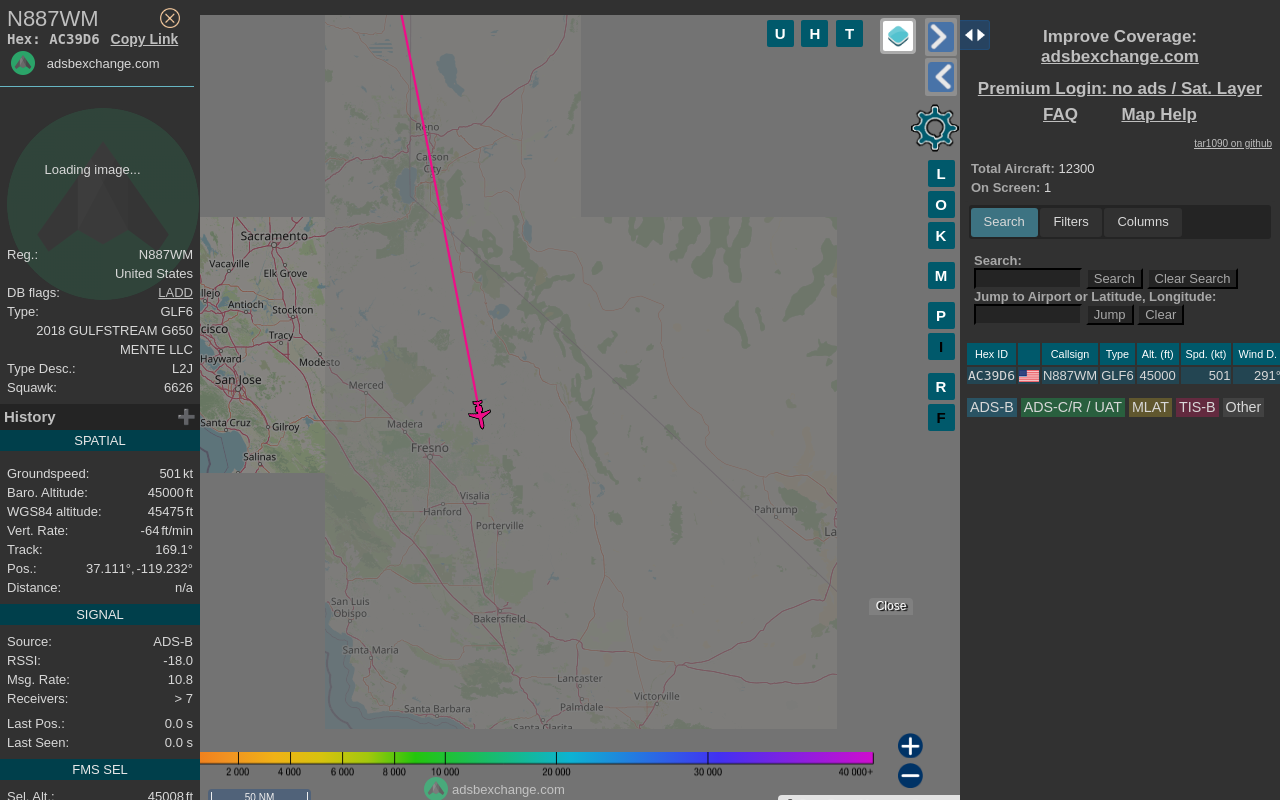 N887WM
Hex: AC39D6 Copy Link
adsbexchange.com
Loading image...
Reg.: N887WM
United States
DB flags: LADD
Type: GLF6
2018 GULFSTREAM G650
MENTE LLC
Type Desc.: L2J
Squawk: 6626
History
SPATIAL
Groundspeed: 501 kt
Baro. Altitude: 45000 ft
WGS84 altitude: 45475 ft
Vert. Rate: -64 ft/min
Track: 169.1°
Pos.: 37.111°, -119.232°
Distance: n/a
SIGNAL
Source: ADS-B
RSSI: -18.0
Msg. Rate: 10.8
Receivers: > 7
Last Pos.: 0.0 s
Last Seen: 0.0 s
FMS SEL
Sel. Alt.: 45008 ft
U H T
Reno
Carson
City
Sacramento
Vacaville
Elk Grove
llejo
Antioch
Stockton
cisco
Tracy
Hayward
Modesto
San Jose
Merced
Santa Cruz
Gilroy
Madera
Salinas
Fresno
Visalia
Hanford
Porterville
Pahrump
La
San Luis
Obispo
Bakersfield
Santa Maria
Lancaster
Victorville
Santa Barbara
Palmdale
Santa Clarita
L
O
K
M
P
I
R
F
Close
2 000 4 000 6 000 8 000 10 000 20 000 30 000 40 000+
adsbexchange.com
50 NM
Improve Coverage:
adsbexchange.com
Premium Login: no ads / Sat. Layer
FAQ Map Help
tar1090 on github
Total Aircraft: 12300
On Screen: 1
Search Filters Columns
Search:
Search Clear Search
Jump to Airport or Latitude, Longitude:
Jump Clear
Hex ID Callsign Type Alt. (ft) Spd. (kt) Wind D.
AC39D6 N887WM GLF6 45000 501 291°
ADS-B ADS-C/R / UAT MLAT TIS-B Other